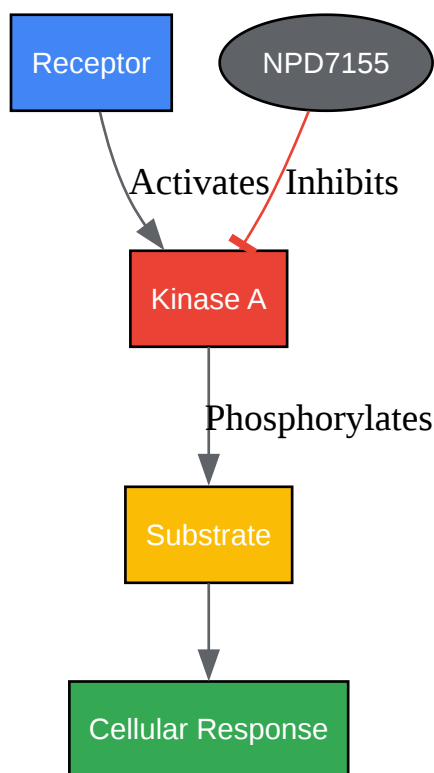 Receptor
NPD7155
Activates
Inhibits
Kinase A
Phosphorylates
Substrate
Cellular Response